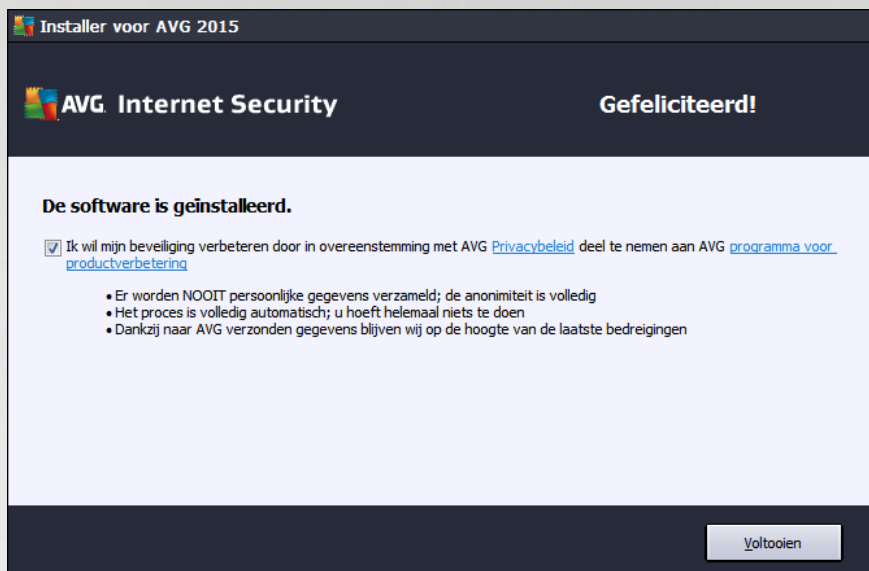 Installer voor AVG 2015
AVG. Internet Security
Gefeliciteerd!
De software is geïnstalleerd.
Ik wil mijn beveiliging verbeteren door in overeenstemming met AVG Privacybeleid deel te nemen aan AVG programma voor
productverbetering
• Er worden NOOIT persoonlijke gegevens verzameld; de anonimiteit is volledig
• Het proces is volledig automatisch; u hoeft helemaal niets te doen
• Dankzij naar AVG verzonden gegevens blijven wij op de hoogte van de laatste bedreigingen
Voltooien